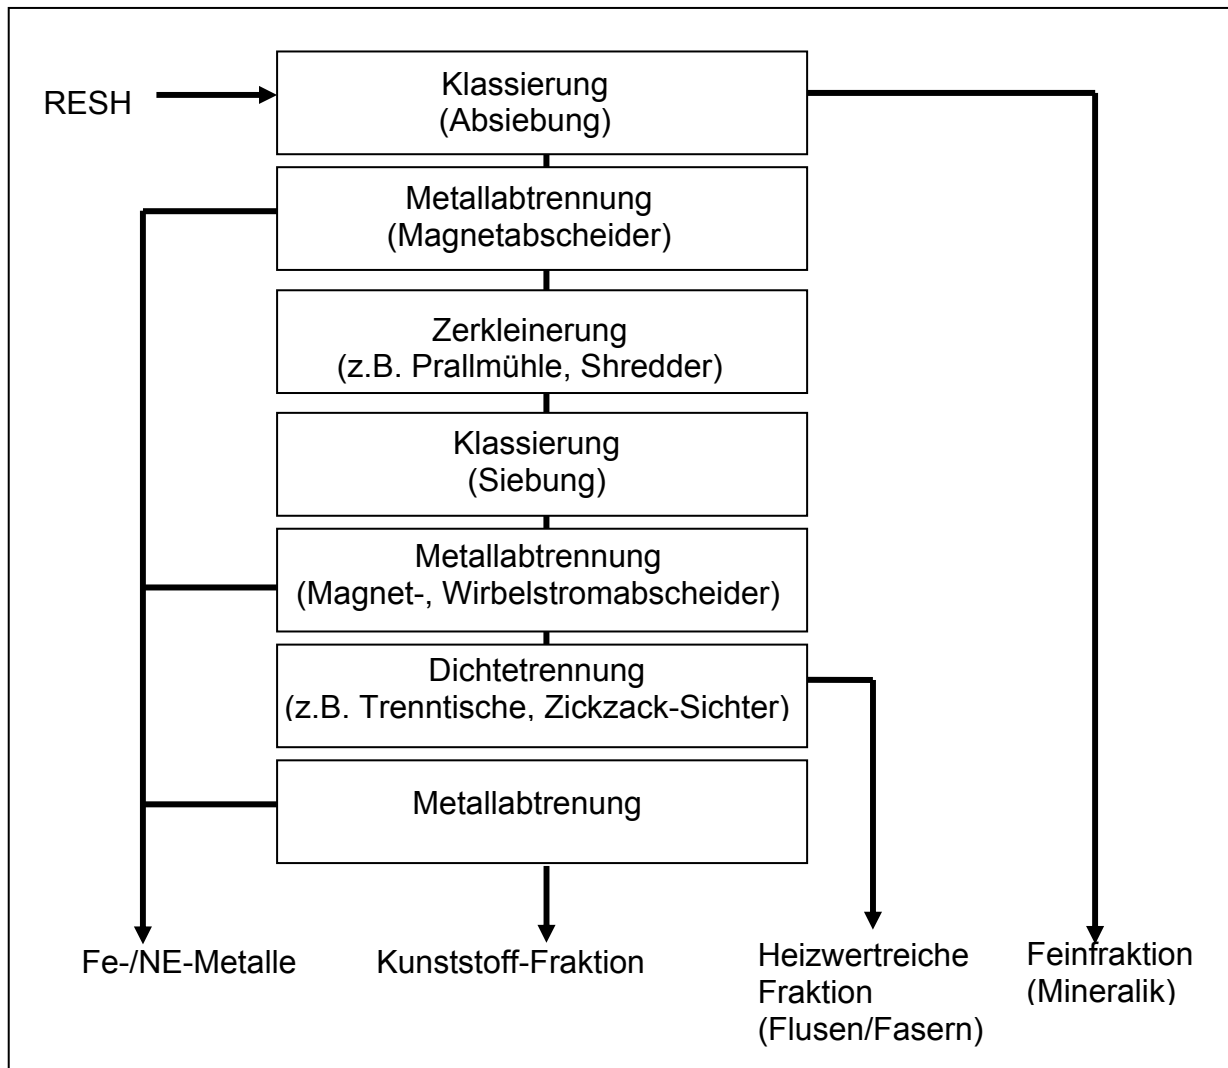 RESH
Klassierung
(Absiebung)
Metallabtrennung
(Magnetabscheider)
Zerkleinerung
(z.B. Prallmühle, Shredder)
Klassierung
(Siebung)
Metallabtrennung
(Magnet-, Wirbelstromabscheider)
Dichtetrennung
(z.B. Trenntische, Zickzack-Sichter)
Metallabtrenung
Fe-/NE-Metalle
Kunststoff-Fraktion
Heizwertreiche
Fraktion
(Flusen/Fasern)
Feinfraktion
(Mineralik)